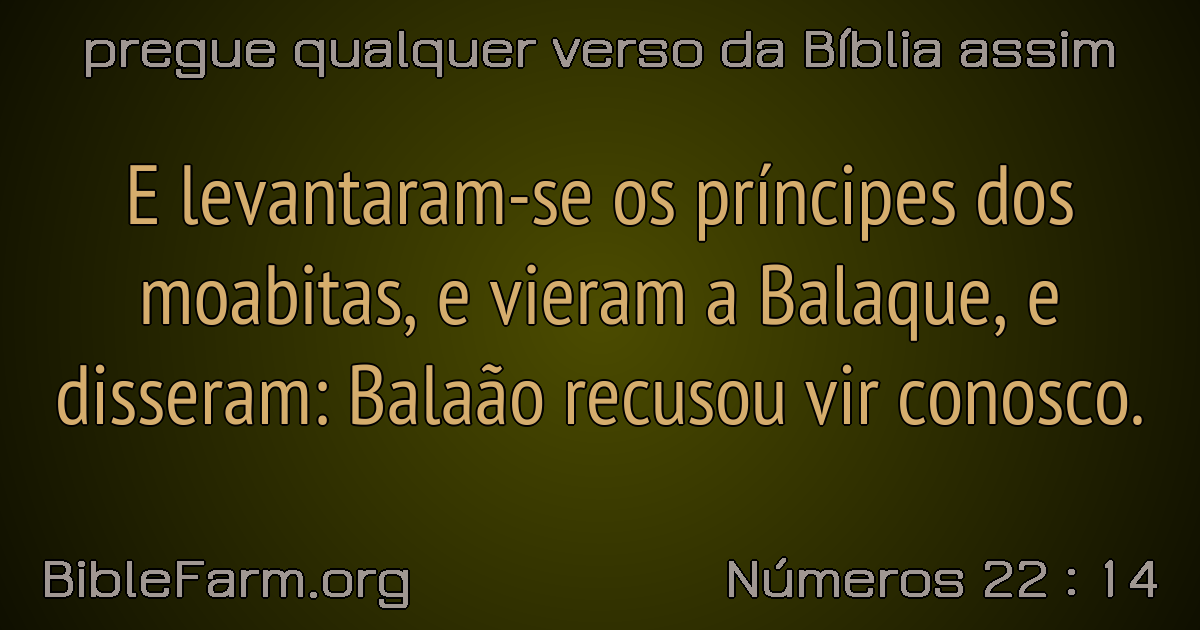 pregue qualquer verso da Bíblia assim
E levantaram-se os príncipes dos
moabitas, e vieram a Balaque, e
disseram: Balaão recusou vir conosco.
BibleFarm.org
Números 22 : 14